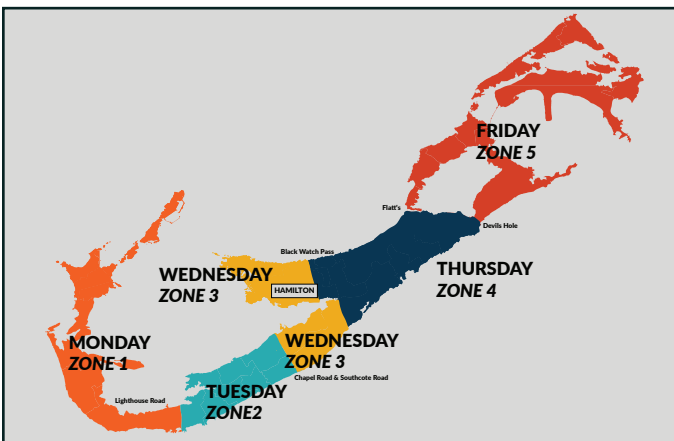 FRIDAY
ZONE 5
Flatt's
Devils Hole
Black Watch Pass
WEDNESDAY
ZONE 3
HAMILTON
THURSDAY
ZONE 4
MONDAY
ZONE 1
WEDNESDAY
ZONE 3
Chapel Road & Southcote Road
TUESDAY
ZONE2
Lighthouse Road